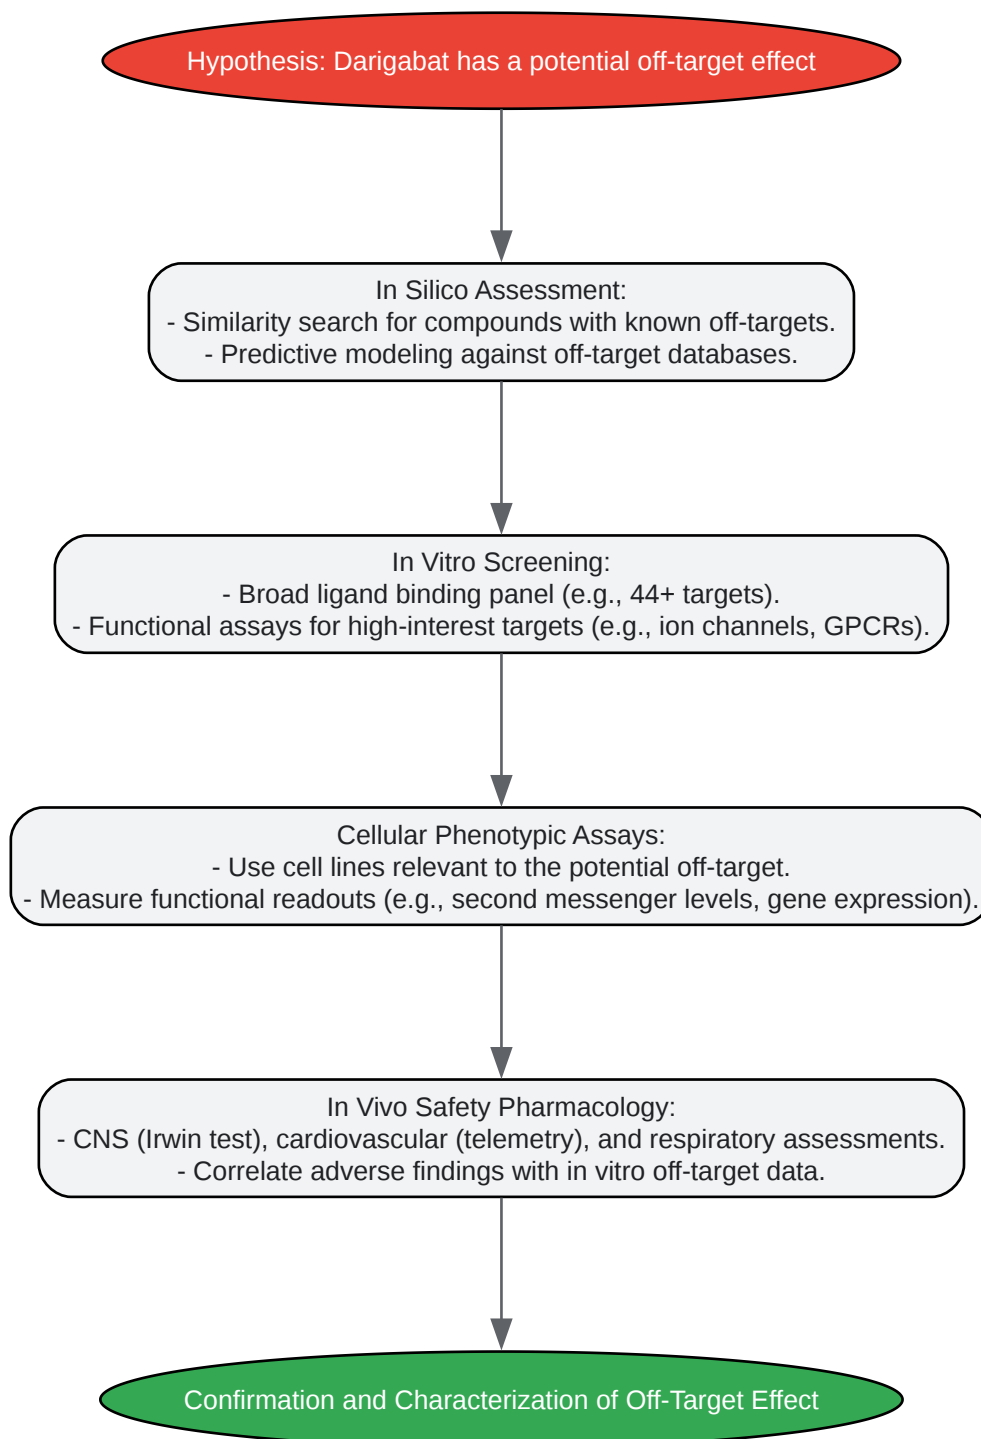 Hypothesis: Darigabat has a potential off-target effect
In Silico Assessment:
- Similarity search for compounds with known off-targets.
- Predictive modeling against off-target databases.
In Vitro Screening:
- Broad ligand binding panel (e.g., 44+ targets).
- Functional assays for high-interest targets (e.g., ion channels, GPCRs).
Cellular Phenotypic Assays:
- Use cell lines relevant to the potential off-target.
- Measure functional readouts (e.g., second messenger levels, gene expression).
In Vivo Safety Pharmacology:
- CNS (Irwin test), cardiovascular (telemetry), and respiratory assessments.
- Correlate adverse findings with in vitro off-target data.
Confirmation and Characterization of Off-Target Effect